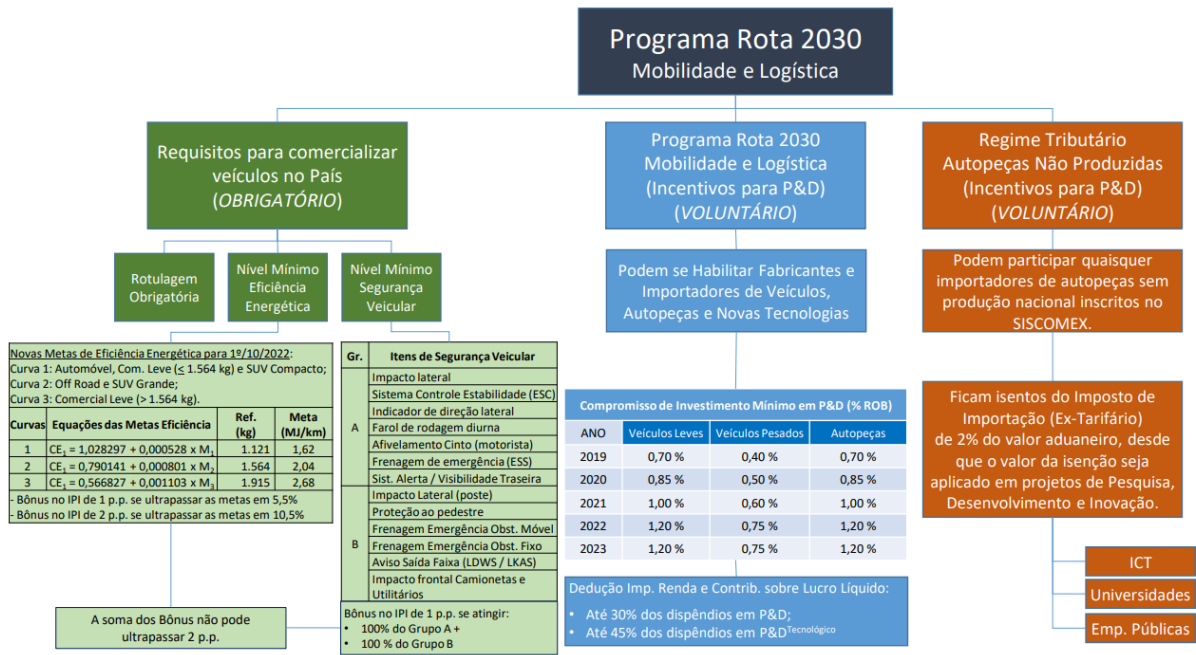 Programa Rota 2030
Mobilidade e Logística
Requisitos para comercializar
veículos no País
(OBRIGATÓRIO)
Rotulagem
Obrigatória
Nível Mínimo
Eficiência
Energética
Nível Mínimo
Segurança
Veicular
Novas Metas de Eficiência Energética para 1º/10/2022:
Curva 1: Automóvel, Com. Leve (≤ 1.564 kg) e SUV Compacto;
Curva 2: Off Road e SUV Grande;
Curva 3: Comercial Leve (> 1.564 kg).
Curvas Equações das Metas Eficiência Ref. (kg) Meta (MJ/km)
1 CE₁ = 1,028297 + 0,000528 x M₁ 1.121 1,62
2 CE₁ = 0,790141 + 0,000801 x M₂ 1.564 2,04
3 CE₁ = 0,566827 + 0,001103 x M₃ 1.915 2,68
- Bônus no IPI de 1 p.p. se ultrapassar as metas em 5,5%
- Bônus no IPI de 2 p.p. se ultrapassar as metas em 10,5%
Gr. Itens de Segurança Veicular
A
Impacto lateral
Sistema Controle Estabilidade (ESC)
Indicador de direção lateral
Farol de rodagem diurna
Afivelamento Cinto (motorista)
Frenagem de emergência (ESS)
Sist. Alerta / Visibilidade Traseira
B
Impacto Lateral (poste)
Proteção ao pedestre
Frenagem Emergência Obst. Móvel
Frenagem Emergência Obst. Fixo
Aviso Saída Faixa (LDWS / LKAS)
Impacto frontal Camionetas e
Utilitários
Bônus no IPI de 1 p.p. se atingir:
• 100% do Grupo A +
• 100 % do Grupo B
A soma dos Bônus não pode
ultrapassar 2 p.p.
Programa Rota 2030
Mobilidade e Logística
(Incentivos para P&D)
(VOLUNTÁRIO)
Podem se Habilitar Fabricantes e
Importadores de Veículos,
Autopeças e Novas Tecnologias
Compromisso de Investimento Mínimo em P&D (% ROB)
ANO Veículos Leves Veículos Pesados Autopeças
2019 0,70 % 0,40 % 0,70 %
2020 0,85 % 0,50 % 0,85 %
2021 1,00 % 0,60 % 1,00 %
2022 1,20 % 0,75 % 1,20 %
2023 1,20 % 0,75 % 1,20 %
Dedução Imp. Renda e Contrib. sobre Lucro Líquido:
• Até 30% dos dispêndios em P&D;
• Até 45% dos dispêndios em P&D Tecnológico
Regime Tributário
Autopeças Não Produzidas
(Incentivos para P&D)
(VOLUNTÁRIO)
Podem participar quaisquer
importadores de autopeças sem
produção nacional inscritos no
SISCOMEX.
Ficam isentos do Imposto de
Importação (Ex-Tarifário)
de 2% do valor aduaneiro, desde
que o valor da isenção seja
aplicado em projetos de Pesquisa,
Desenvolvimento e Inovação.
ICT
Universidades
Emp. Públicas